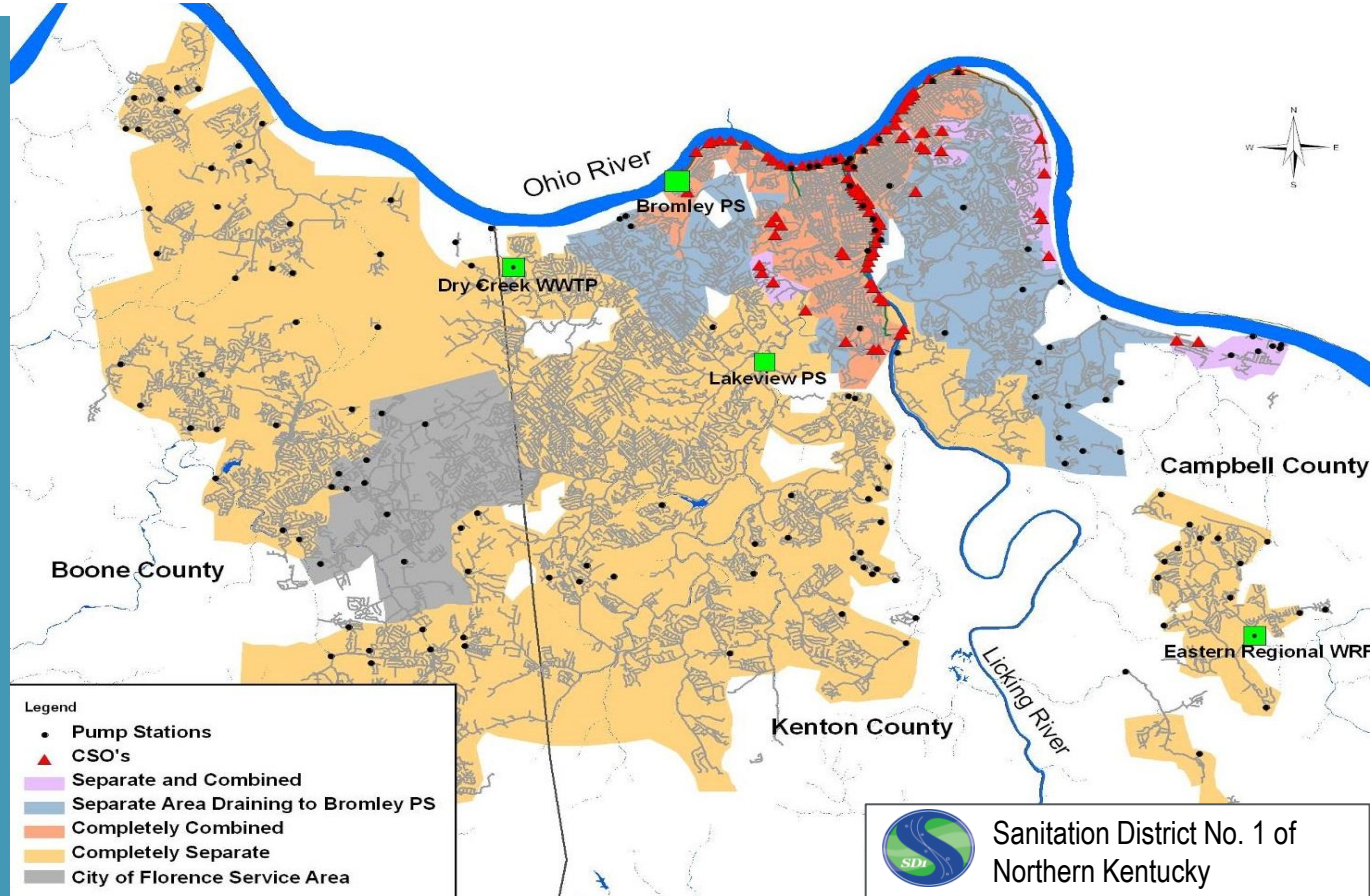 N
W E
S
Ohio River
Bromley PS
Dry Creek WWTP
Lakeview PS
Campbell County
Boone County
Eastern Regional WRF
Licking River
Kenton County
Legend
Pump Stations
CSO's
Separate and Combined
Separate Area Draining to Bromley PS
Completely Combined
Completely Separate
City of Florence Service Area
SD1
Sanitation District No. 1 of
Northern Kentucky